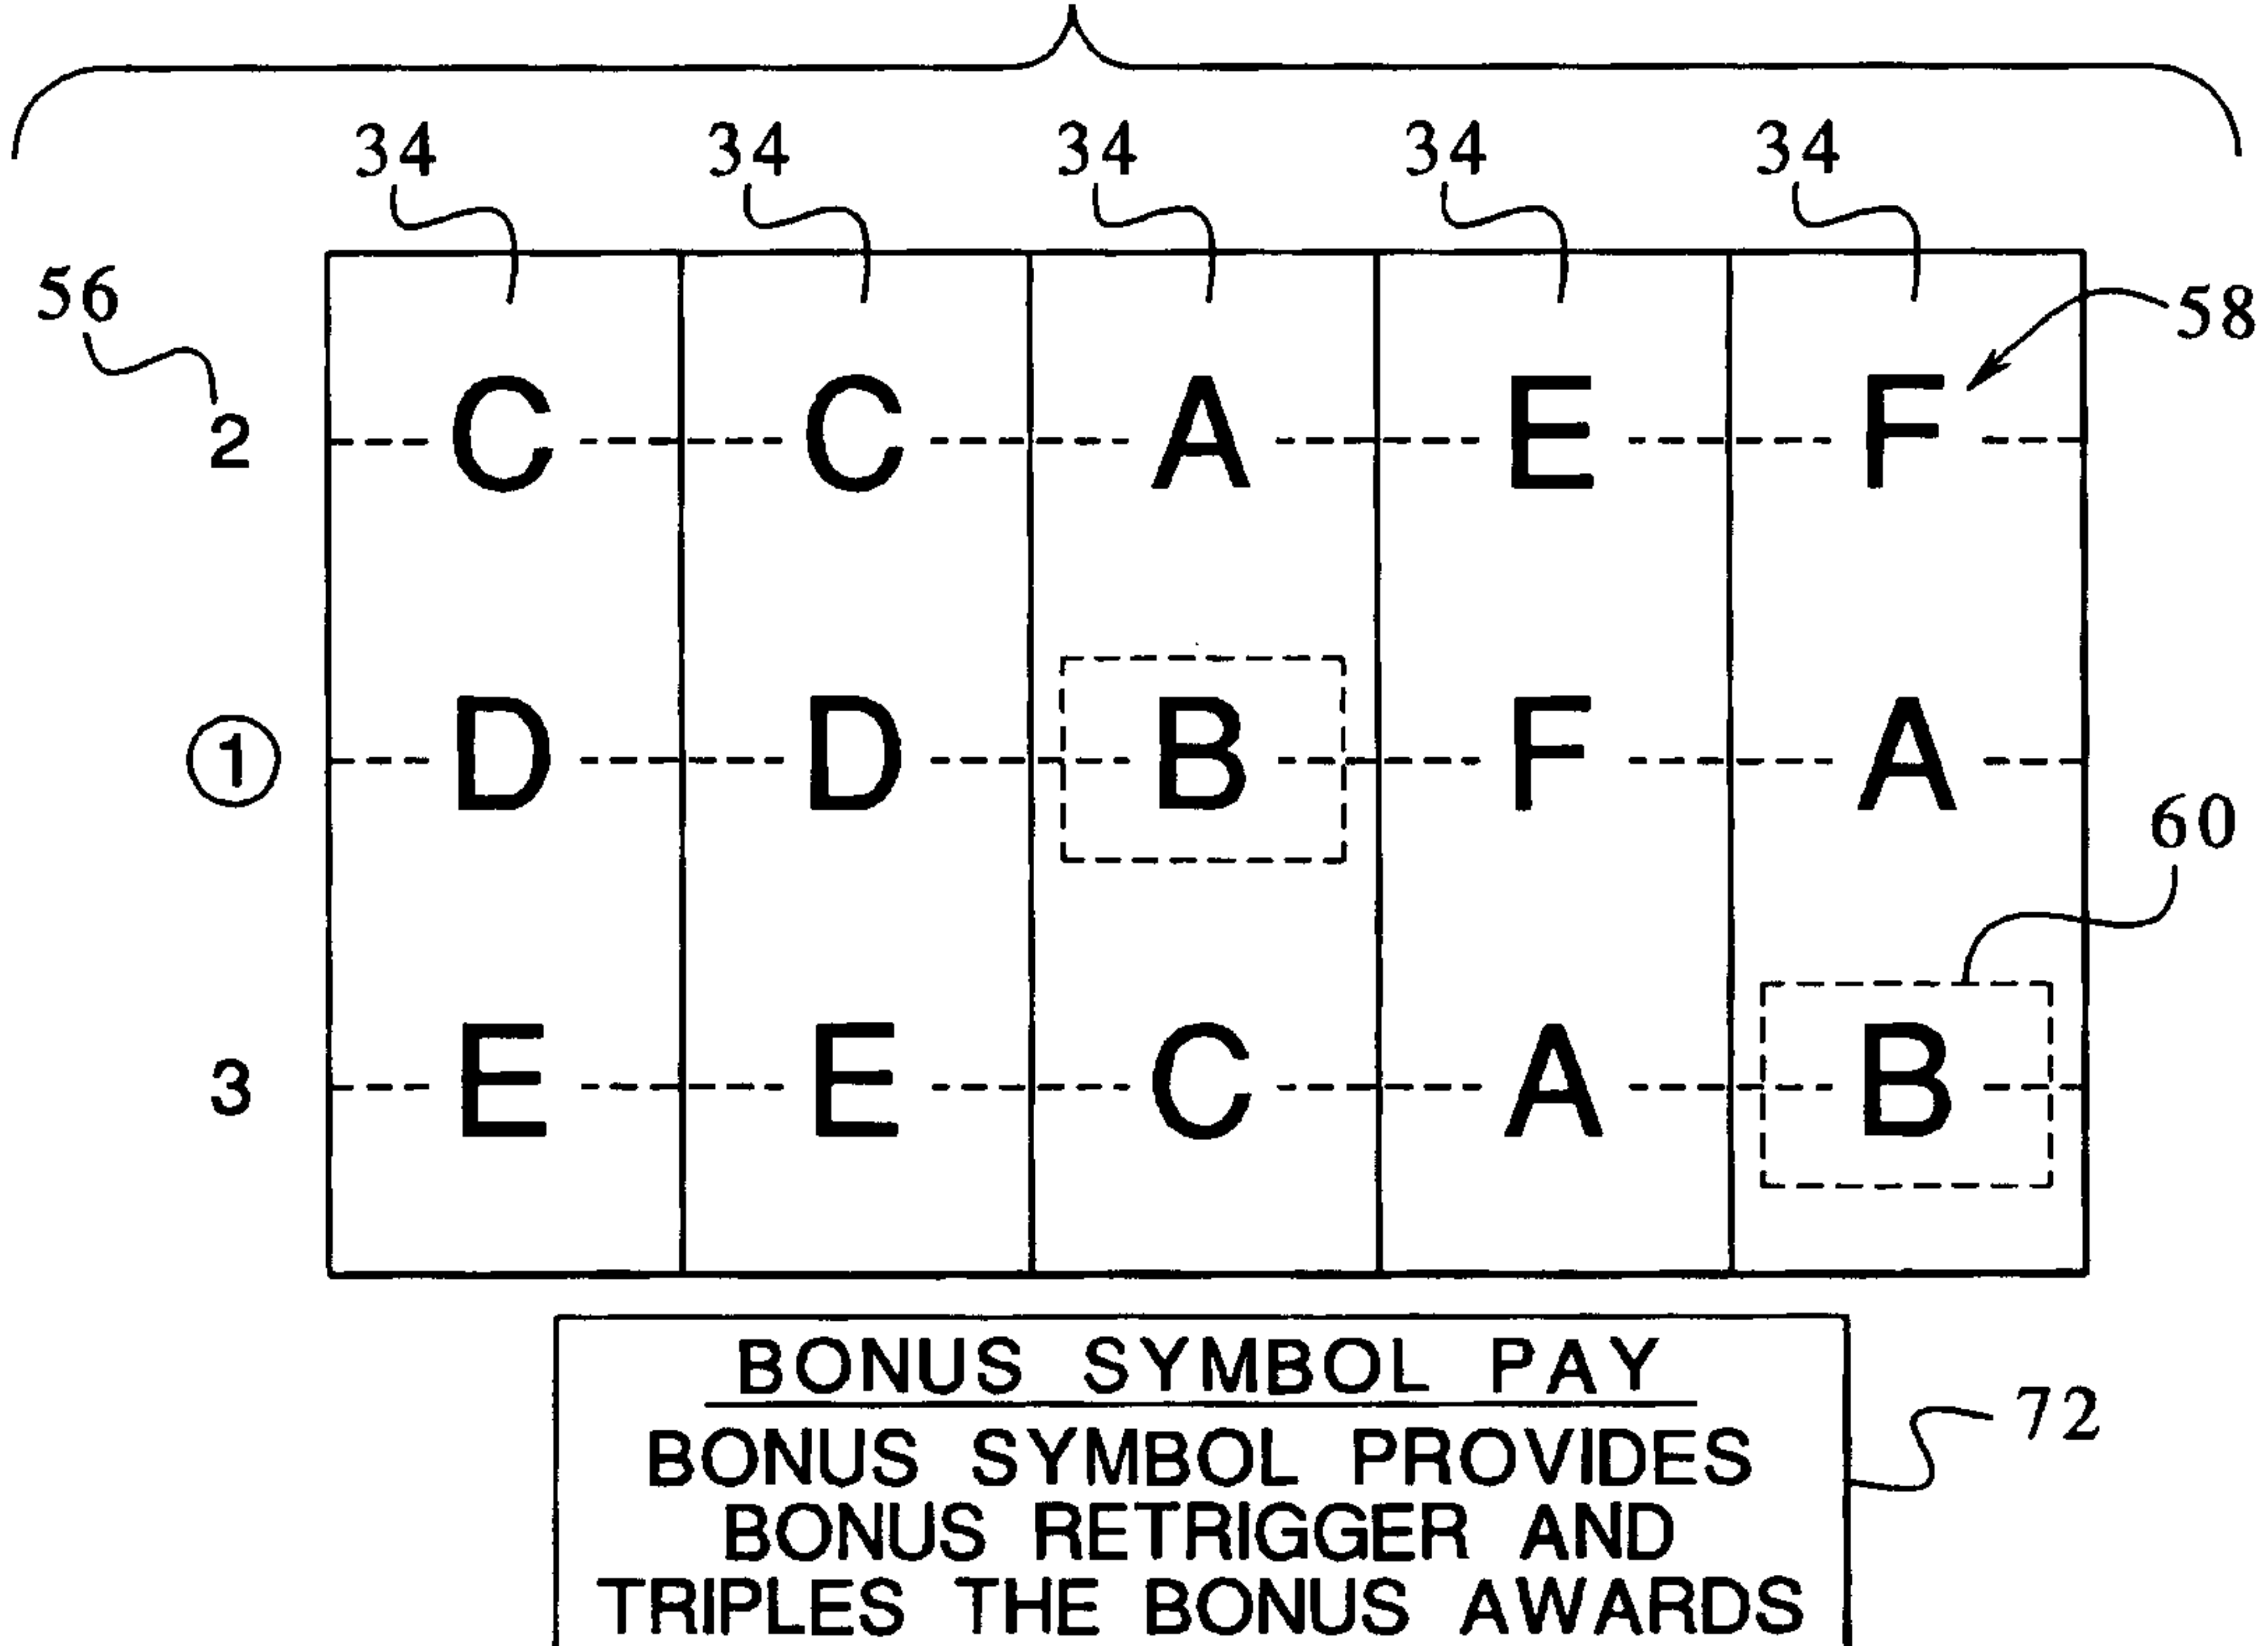 34 34 34 34 34
56
58
2 C C A E F
1 D D B F A
60
3 E E C A B
BONUS SYMBOL PAY
72
BONUS SYMBOL PROVIDES
BONUS RETRIGGER AND
TRIPLES THE BONUS AWARDS